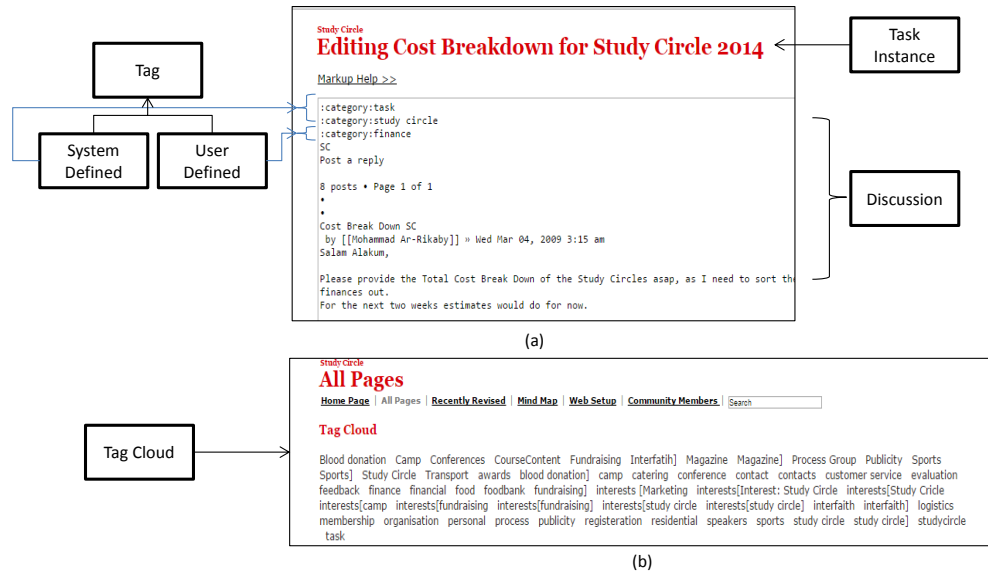 Study Circle
Editing Cost Breakdown for Study Circle 2014
Task
Instance
Markup Help >>
Tag
System
Defined
User
Defined
:category:task
:category:study circle
:category:finance
SC
Post a reply
8 posts • Page 1 of 1
•
•
Cost Break Down SC
by [[Mohammad Ar-Rikaby]] » Wed Mar 04, 2009 3:15 am
Salam Alakum,
Please provide the Total Cost Break Down of the Study Circles asap, as I need to sort the
finances out.
For the next two weeks estimates would do for now.
Discussion
(a)
Study Circle
All Pages
Home Page | All Pages | Recently Revised | Mind Map | Web Setup | Community Members | Search
Tag Cloud
Tag Cloud
Blood donation Camp Conferences CourseContent Fundraising Interfatih] Magazine Magazine] Process Group Publicity Sports
Sports] Study Circle Transport awards blood donation] camp catering conference contact contacts customer service evaluation
feedback finance financial food foodbank fundraising] interests [Marketing interests[Interest: Study Circle interests[Study Cricle
interests[camp interests[fundraising interests[fundraising] interests[study circle interests[study circle] interfaith interfaith] logistics
membership organisation personal process publicity registeration residential speakers sports study circle study circle] studycircle
task
(b)